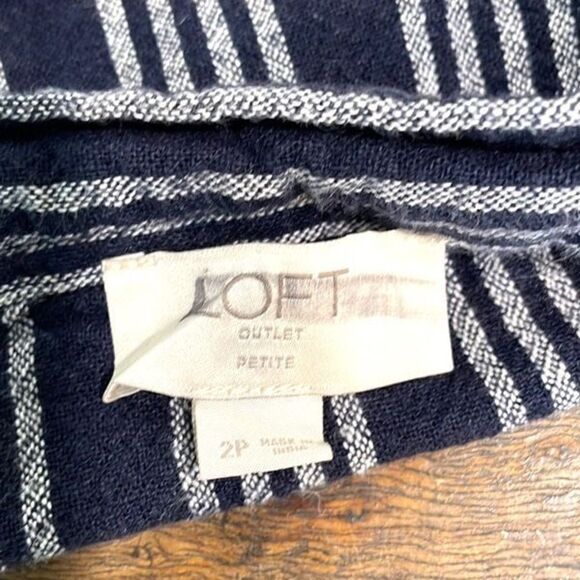 LOFT
OUTLET
PETITE
2P MADE IN
INDIA